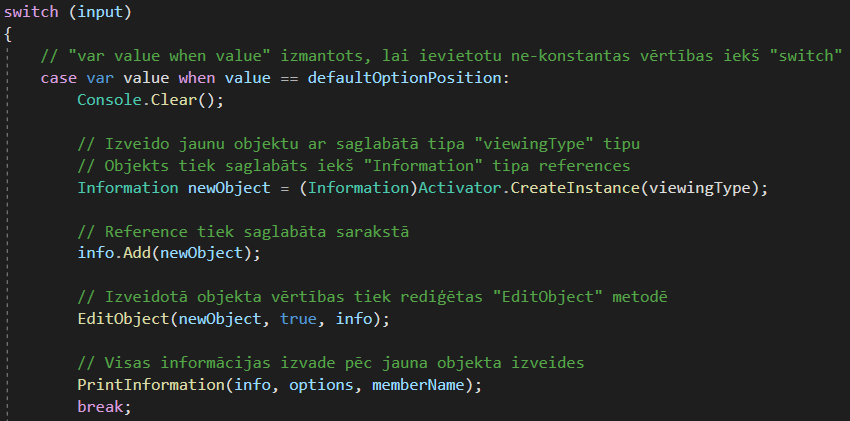 switch (input)
{
// "var value when value" izmantots, lai ievietotu ne-konstantas vērtības iekš "switch"
case var value when value == defaultOptionPosition:
Console.Clear();
// Izveido jaunu objektu ar saglabātā tipa "viewingType" tipu
// Objekts tiek saglabāts iekš "Information" tipa references
Information newObject = (Information)Activator.CreateInstance(viewingType);
// Reference tiek saglabāta sarakstā
info.Add(newObject);
// Izveidotā objekta vērtības tiek rediģētas "EditObject" metodē
EditObject(newObject, true, info);
// Visas informācijas izvade pēc jauna objekta izveides
PrintInformation(info, options, memberName);
break;